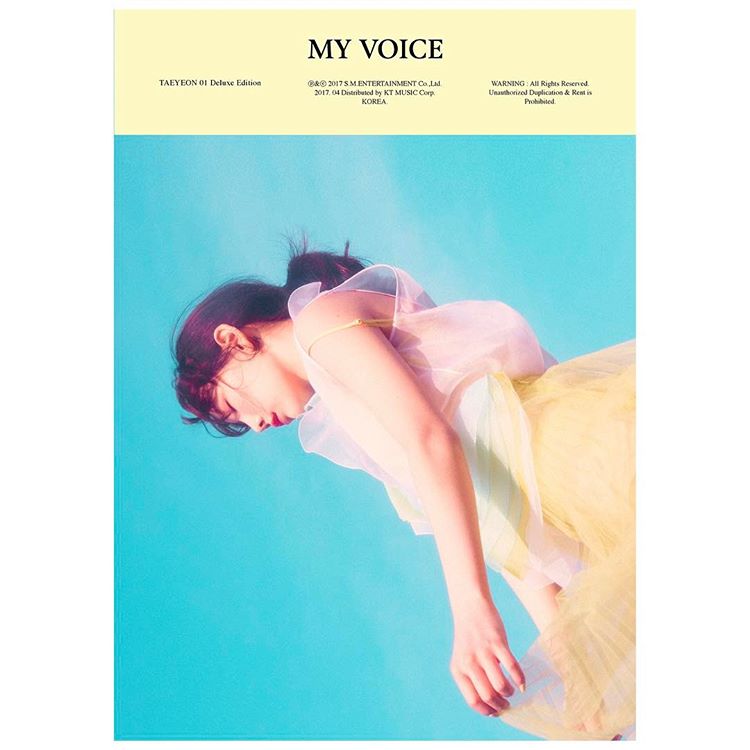 MY VOICE
TAEYEON 01 Deluxe Edition
Ⓟ&ⓒ 2017 S.M.ENTERTAINMENT Co.,Ltd.
2017. 04 Distributed by KT MUSIC Corp.
KOREA.
WARNING : All Rights Reserved.
Unauthorized Duplication & Rent is
Prohibited.